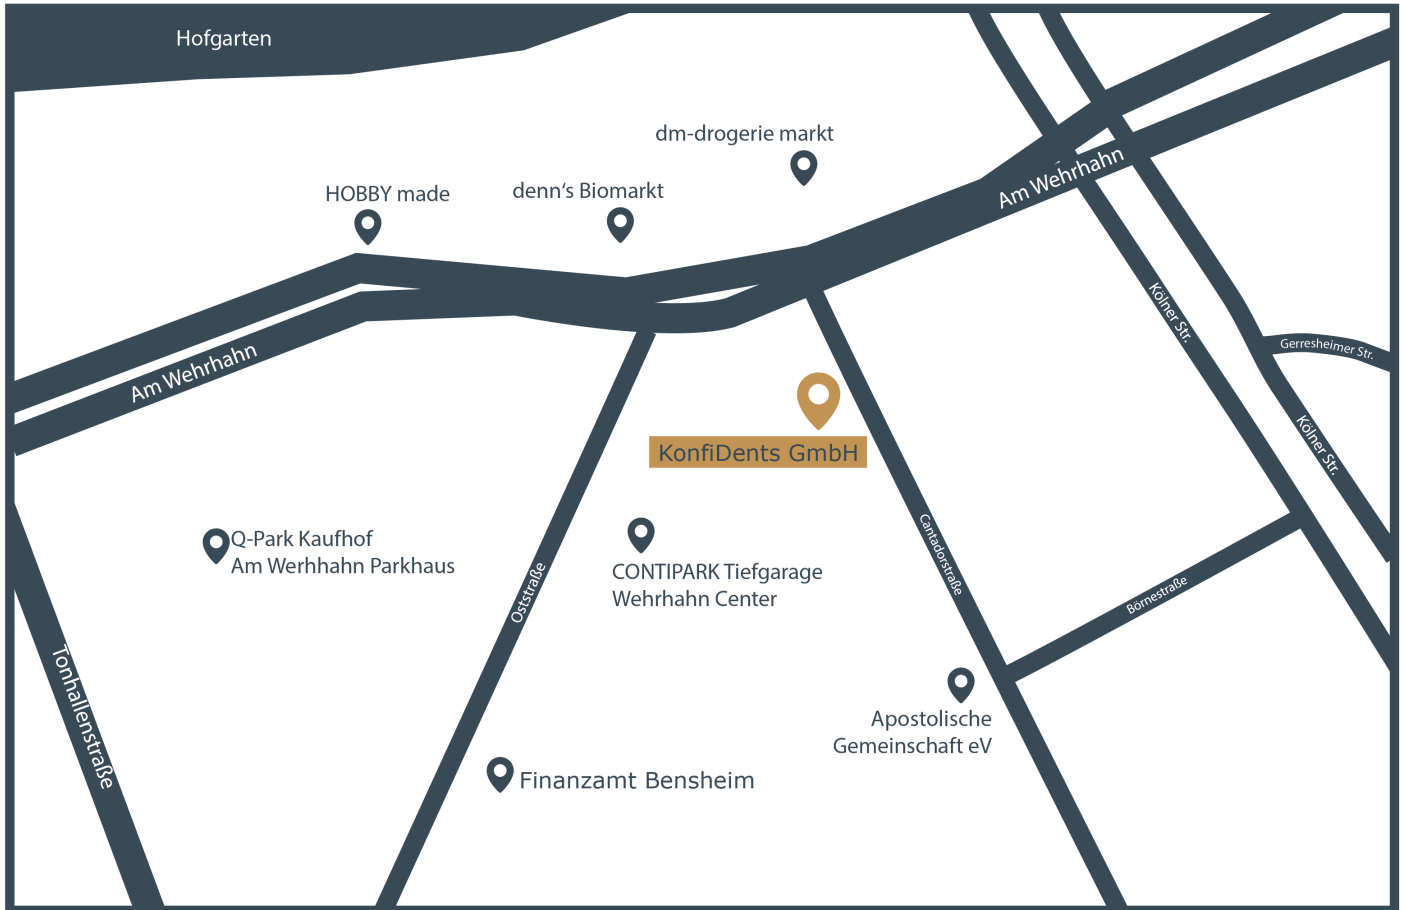 Hofgarten
dm-drogerie markt
HOBBY made
denn‘s Biomarkt
Am Wehrhahn
Kölner Str.
Gerresheimer Str.
Am Wehrhahn
KonfiDents GmbH
Kölner Str.
Q-Park Kaufhof
Am Werhhahn Parkhaus
CONTIPARK Tiefgarage
Wehrhahn Center
Oststraße
Cantadorstraße
Börnestraße
Tonhallenstraße
Apostolische
Gemeinschaft eV
Finanzamt Bensheim